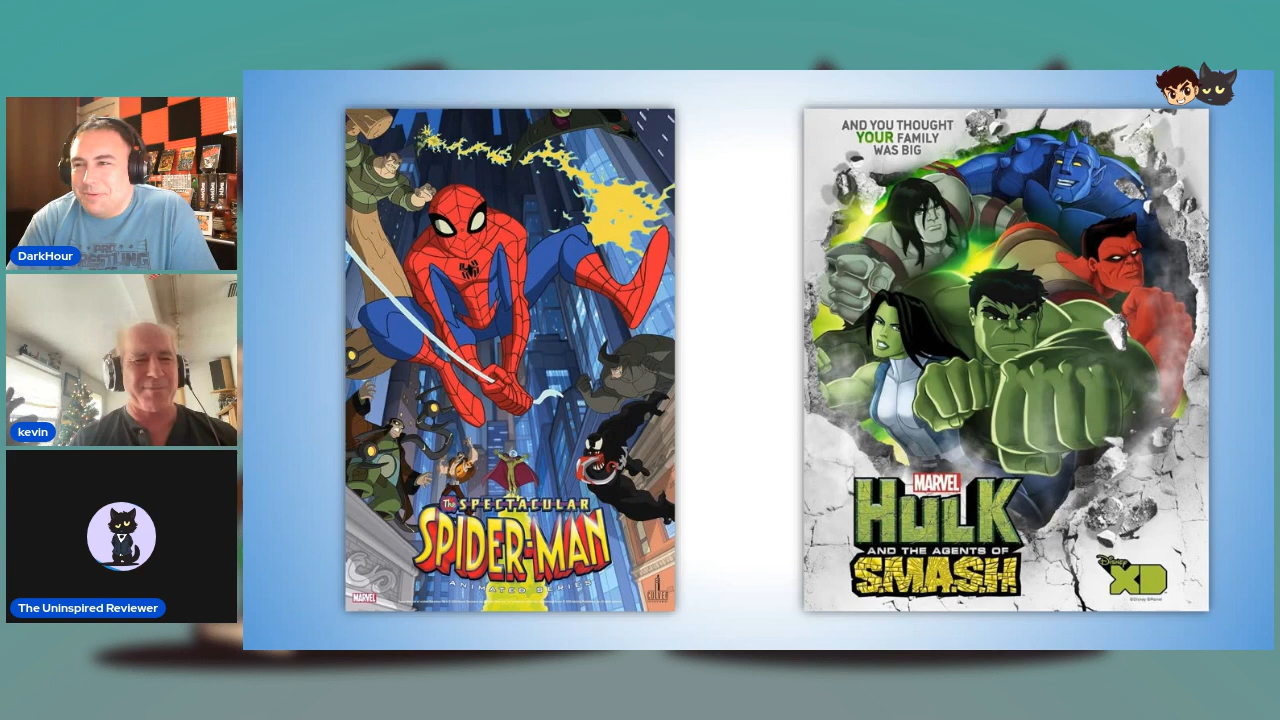 DarkHour
kevin
The Uninspired Reviewer
The SPECTACULAR
SPIDER-MAN
ANIMATED SERIES
MARVEL
AND YOU THOUGHT
YOUR FAMILY
WAS BIG
MARVEL
HULK
AND THE AGENTS OF
S.M.A.S.H.
Disney
XD